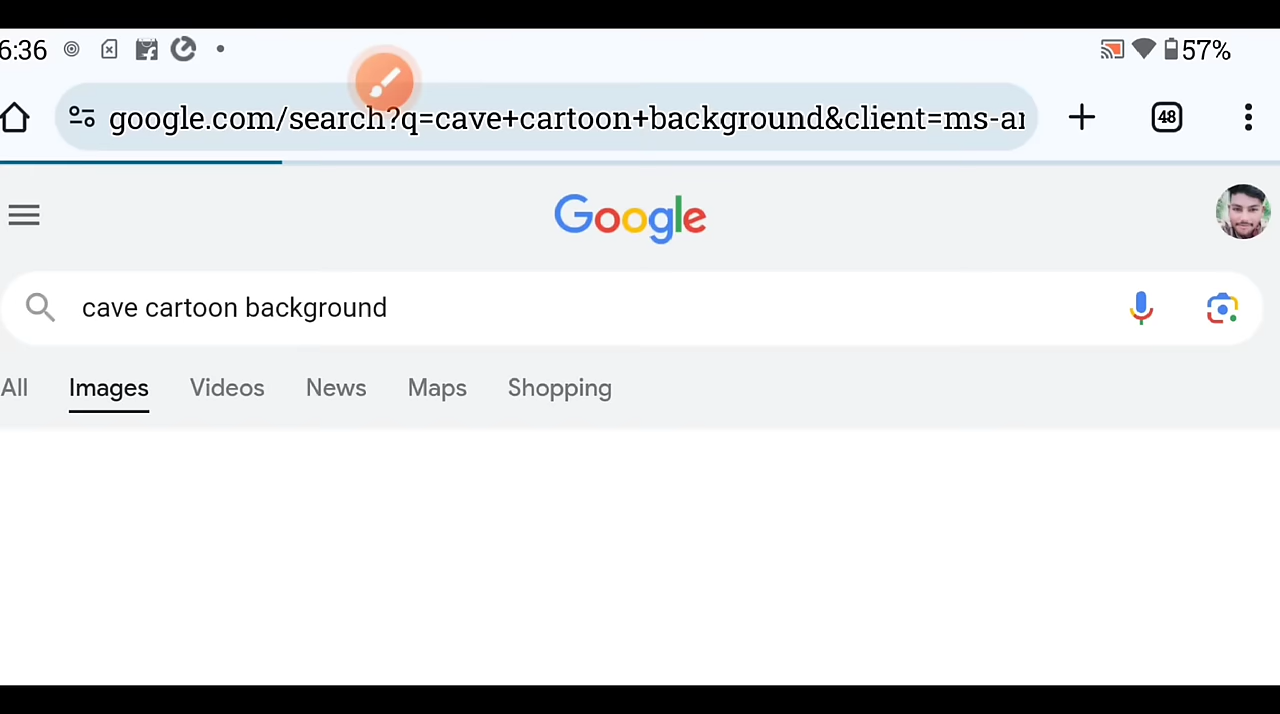 6:36
57%
google.com/search?q=cave+cartoon+background&client=ms-ar
48
Google
cave cartoon background
All Images Videos News Maps Shopping